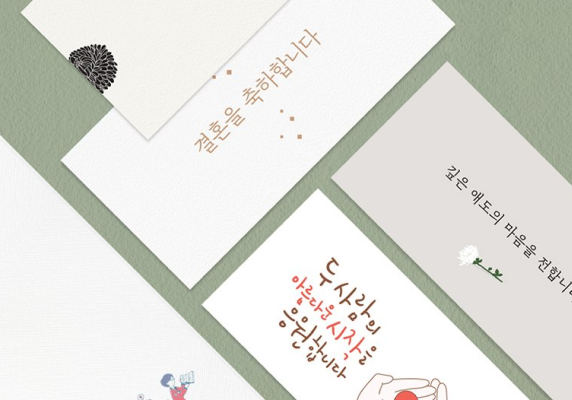 결혼을 축하합니다
깊은 애도의 마음을 전합니다
두 사람의
아름다운 시작을
응원합니다